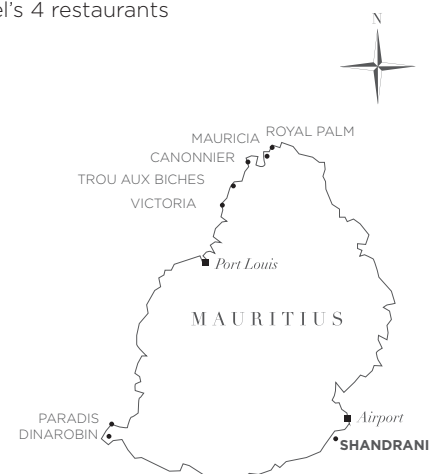 el's 4 restaurants
N
MAURICIA ROYAL PALM
CANONNIER
TROU AUX BICHES
VICTORIA
Port Louis
MAURITIUS
PARADIS
DINAROBIN
Airport
SHANDRANI